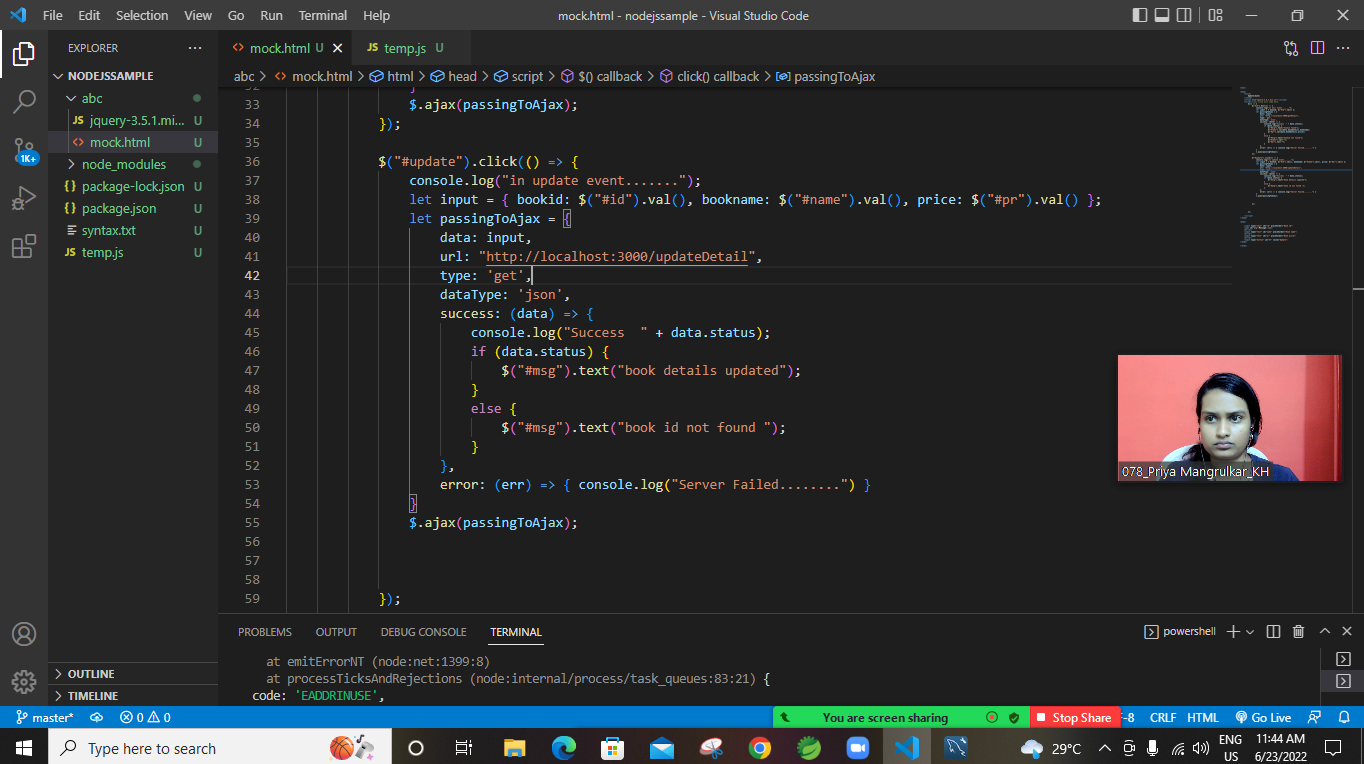 File Edit Selection View Go Run Terminal Help
mock.html - nodejssample - Visual Studio Code
EXPLORER
NODEJSSAMPLE
abc
JS jquery-3.5.1.mi... U
<> mock.html U
node_modules
{} package-lock.json U
{} package.json U
syntax.txt U
JS temp.js U
OUTLINE
TIMELINE
1K+
<> mock.html U
JS temp.js U
abc > <> mock.html > html > head > script > $() callback > click() callback > passingToAjax
33 $.ajax(passingToAjax);
34 });
35
36 $("#update").click(() => {
37 console.log("in update event.......");
38 let input = { bookid: $("#id").val(), bookname: $("#name").val(), price: $("#pr").val() };
39 let passingToAjax = {
40 data: input,
41 url: "http://localhost:3000/updateDetail",
42 type: 'get',
43 dataType: 'json',
44 success: (data) => {
45 console.log("Success  " + data.status);
46 if (data.status) {
47 $("#msg").text("book details updated");
48 }
49 else {
50 $("#msg").text("book id not found ");
51 }
52 },
53 error: (err) => { console.log("Server Failed........") }
54 }
55 $.ajax(passingToAjax);
56
57
58
59 });
078_Priya Mangrulkar_KH
PROBLEMS OUTPUT DEBUG CONSOLE TERMINAL
powershell
at emitErrorNT (node:net:1399:8)
at processTicksAndRejections (node:internal/process/task_queues:83:21) {
code: 'EADDRINUSE',
master* 0 0
You are screen sharing
Stop Share
F-8 CRLF HTML Go Live
Type here to search
29°C
ENG
US
11:44 AM
6/23/2022